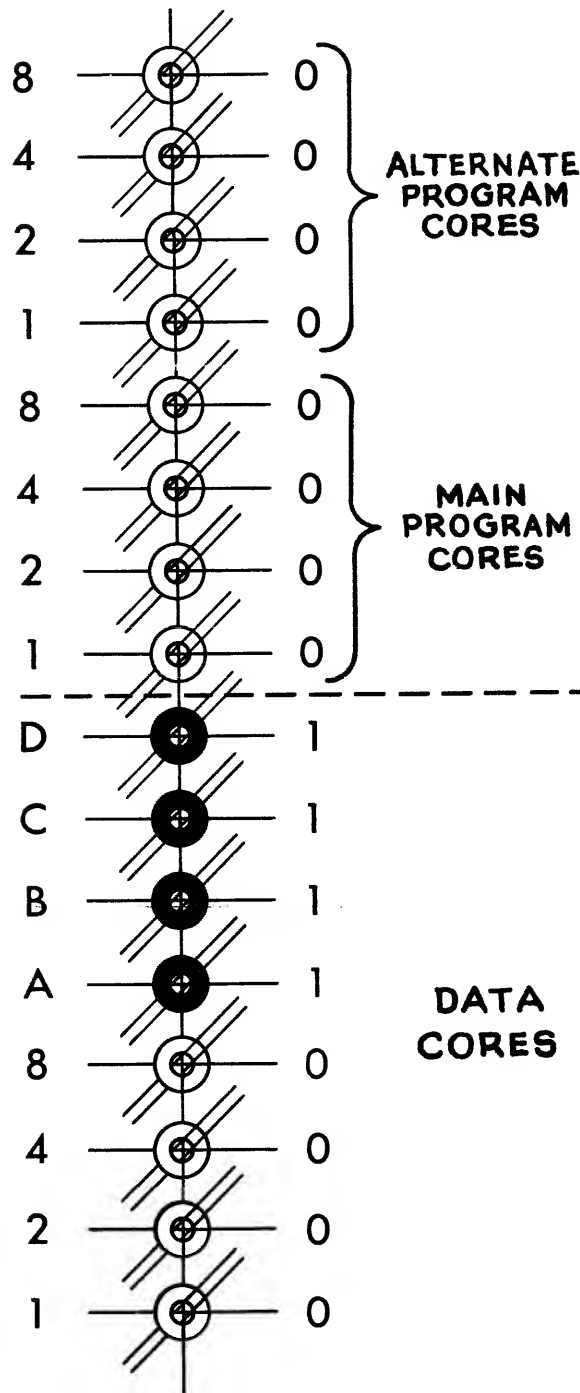 8 0
4 0
ALTERNATE
PROGRAM
CORES
2 0
1 0
8 0
4 0
MAIN
PROGRAM
CORES
2 0
1 0
D 1
C 1
B 1
A 1
DATA
CORES
8 0
4 0
2 0
1 0